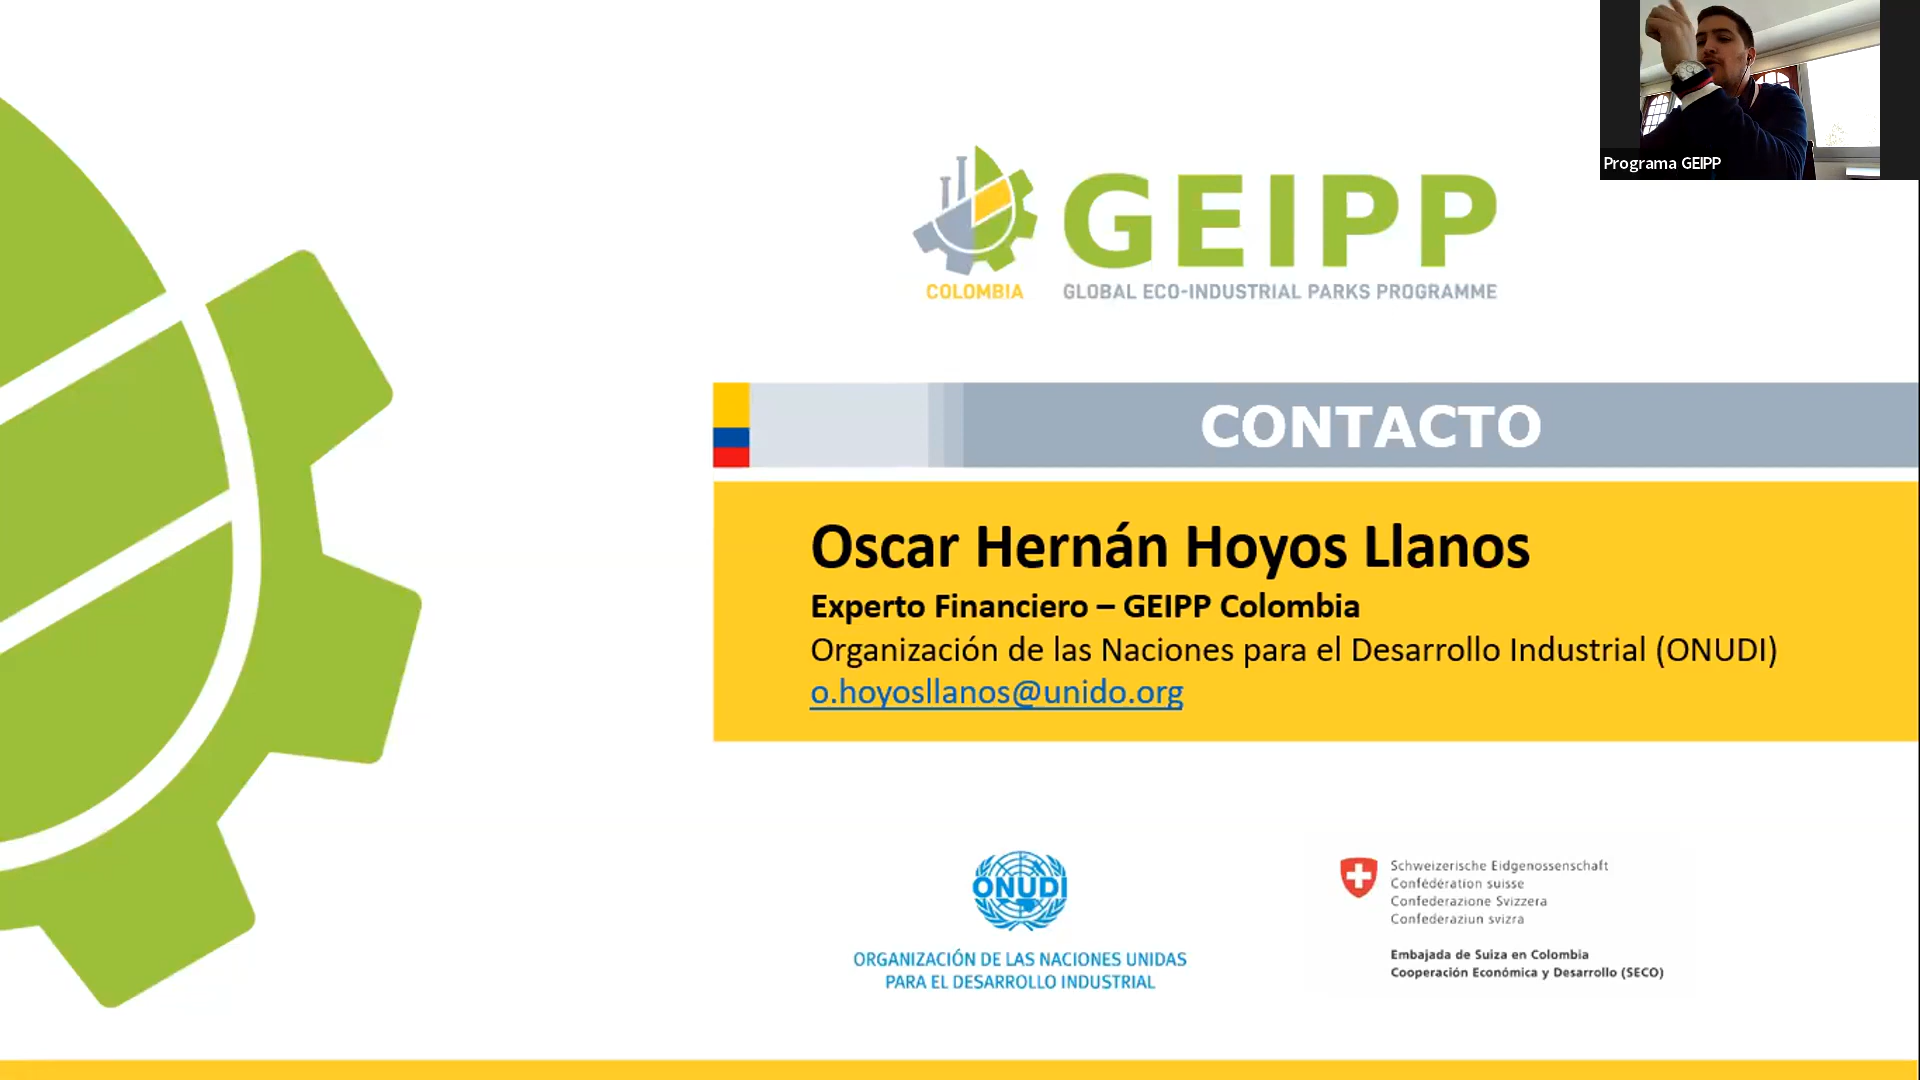 Programa GEIPP
GEIPP
COLOMBIA
GLOBAL ECO-INDUSTRIAL PARKS PROGRAMME
CONTACTO
Oscar Hernán Hoyos Llanos
Experto Financiero – GEIPP Colombia
Organización de las Naciones para el Desarrollo Industrial (ONUDI)
o.hoyosllanos@unido.org
ONUDI
ORGANIZACIÓN DE LAS NACIONES UNIDAS
PARA EL DESARROLLO INDUSTRIAL
Schweizerische Eidgenossenschaft
Confédération suisse
Confederazione Svizzera
Confederaziun svizra
Embajada de Suiza en Colombia
Cooperación Económica y Desarrollo (SECO)